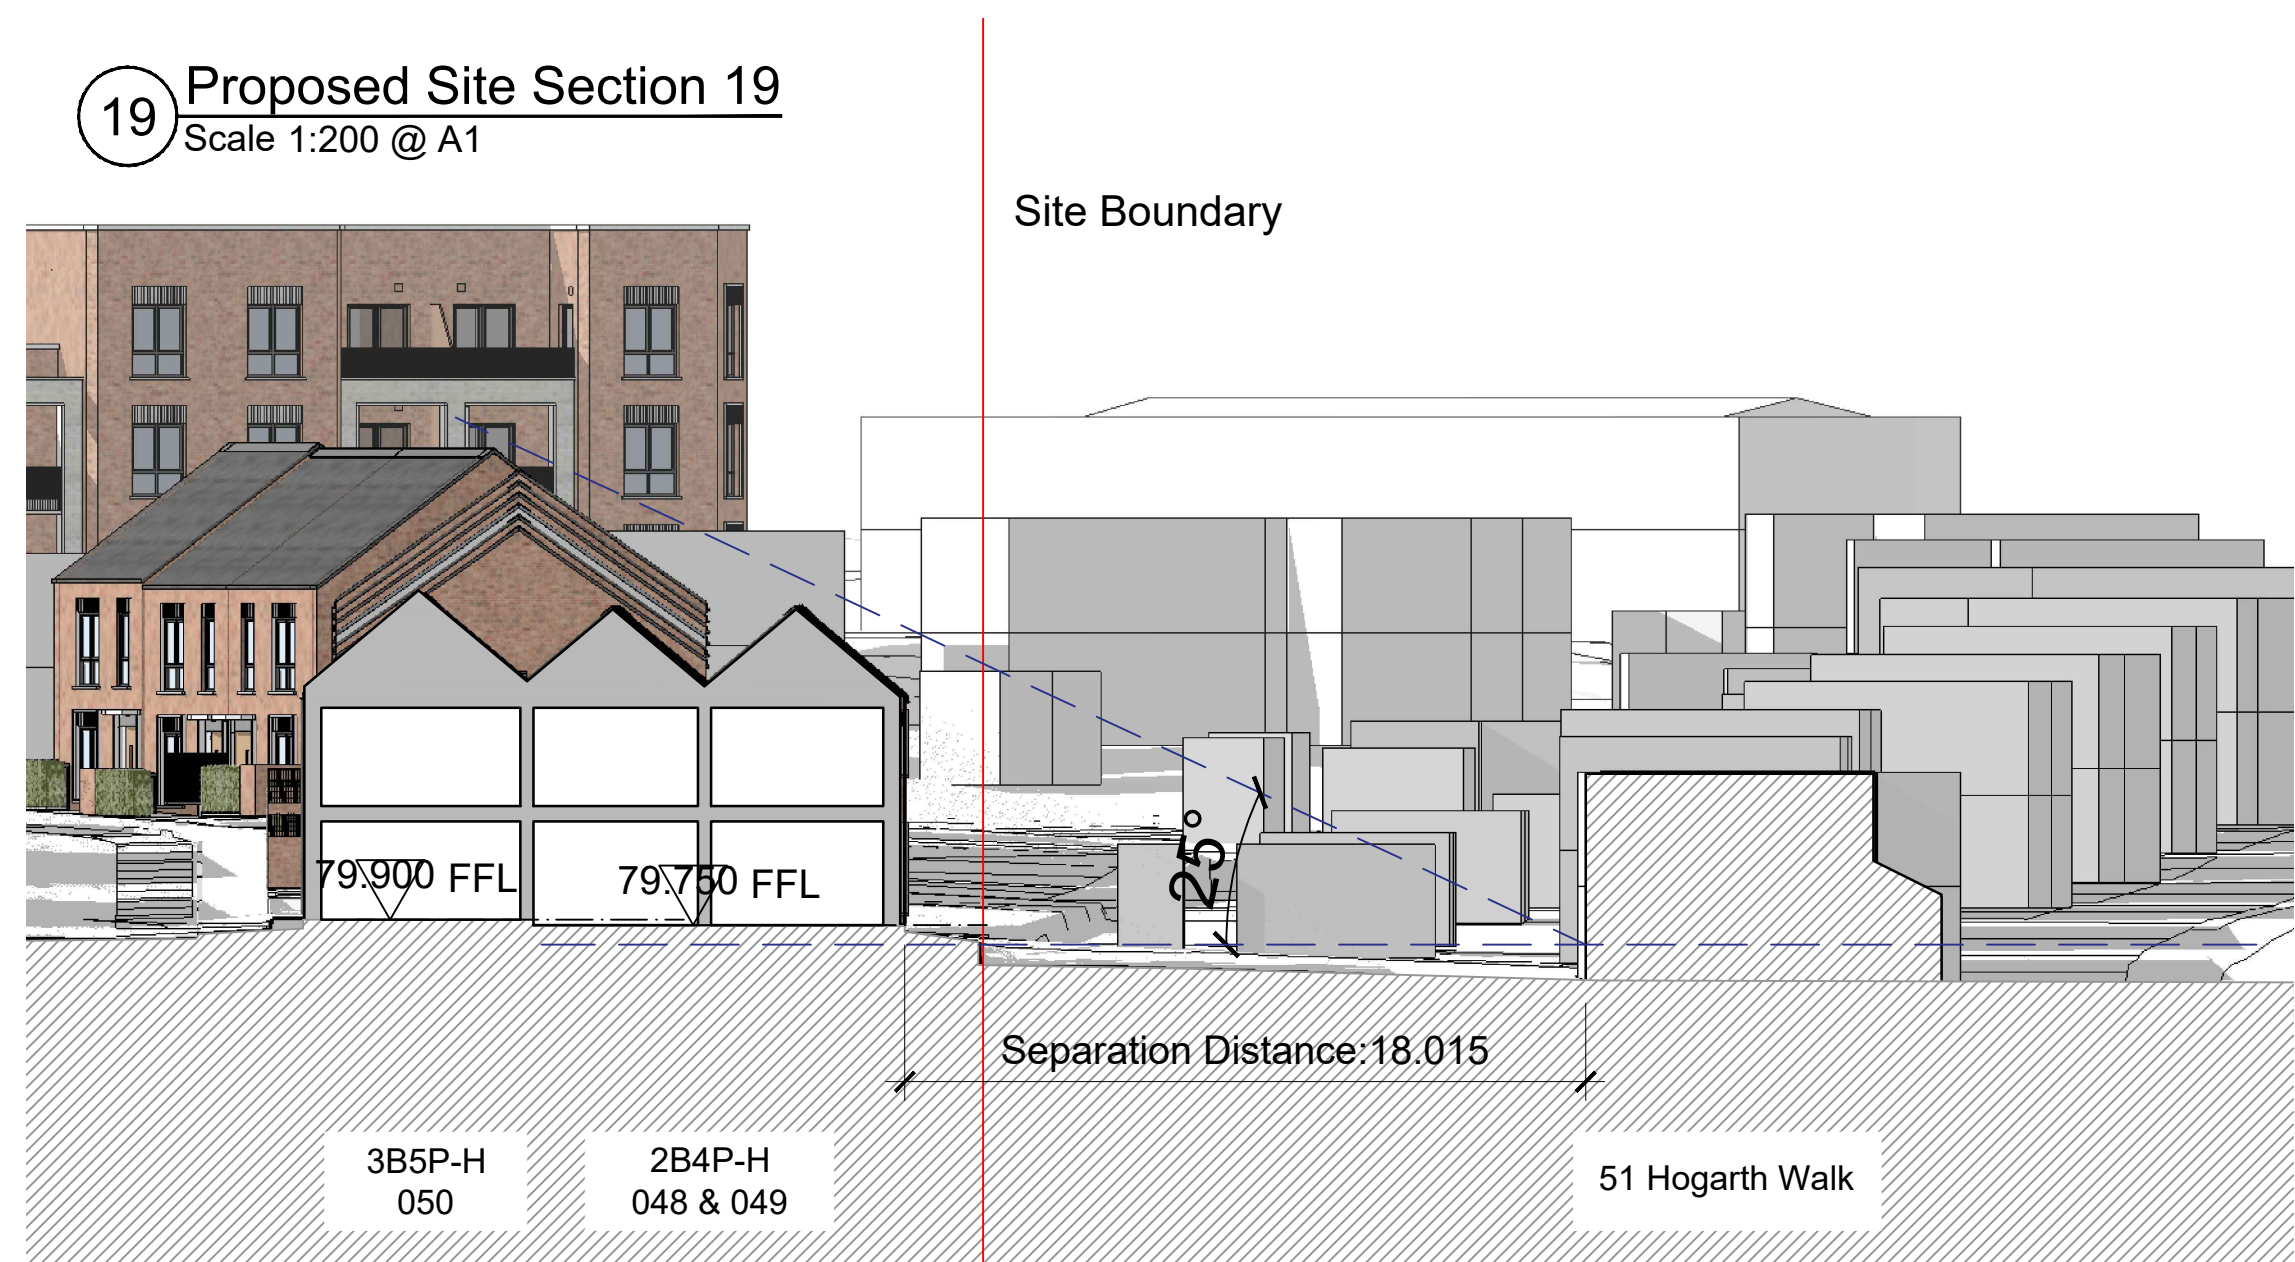 19
Proposed Site Section 19
Scale 1:200 @ A1
Site Boundary
79.900 FFL
79.750 FFL
25°
Separation Distance:18.015
3B5P-H
050
2B4P-H
048 & 049
51 Hogarth Walk